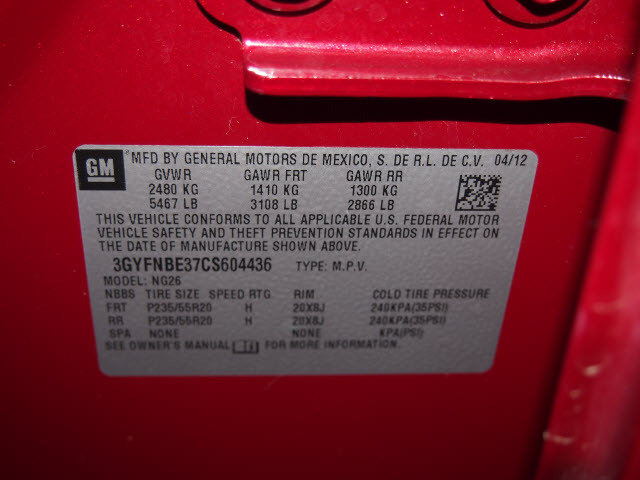 GM MFD BY GENERAL MOTORS DE MEXICO, S. DE R.L. DE C.V. 04/12
GVWR GAWR FRT GAWR RR
2480 KG 1410 KG 1300 KG
5467 LB 3108 LB 2866 LB
THIS VEHICLE CONFORMS TO ALL APPLICABLE U.S. FEDERAL MOTOR
VEHICLE SAFETY AND THEFT PREVENTION STANDARDS IN EFFECT ON
THE DATE OF MANUFACTURE SHOWN ABOVE.
3GYFNBE37CS604436 TYPE: M.P.V.
MODEL: NG26
NBBS TIRE SIZE SPEED RTG RIM COLD TIRE PRESSURE
FRT P235/55R20 H 20X8J 240KPA(35PSI)
RR P235/55R20 H 20X8J 240KPA(35PSI)
SPA NONE NONE KPA(PSI)
SEE OWNER'S MANUAL FOR MORE INFORMATION.